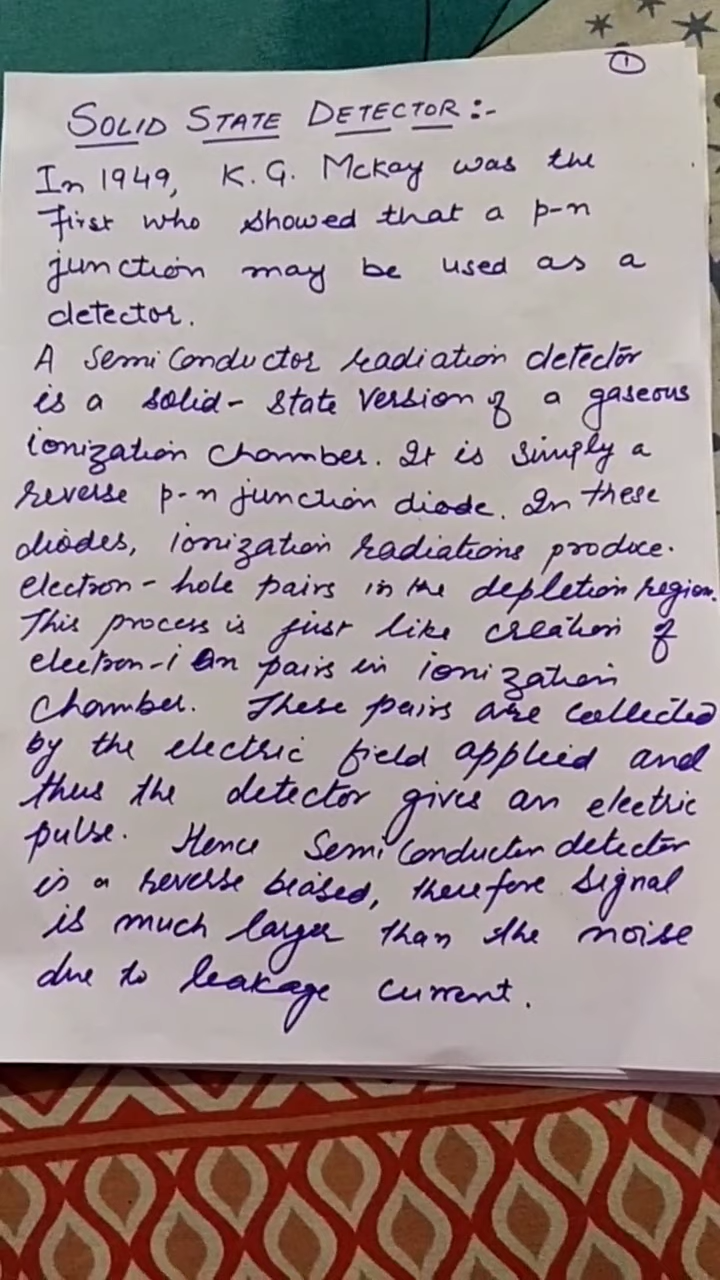 1
SOLID STATE DETECTOR :-
In 1949, K. G. Mckay was the
first who showed that a p-n
junction may be used as a
detector.
A semi conductor radiation detector
is a solid-state version of a gaseous
ionization chamber. It is simply a
reverse p-n junction diode. In these
diodes, ionization radiations produce.
electron-hole pairs in the depletion region.
This process is just like creation of
electron-ion pairs in ionization
chamber. These pairs are collected
by the electric field applied and
thus the detector gives an electric
pulse. Hence semi conductor detector
is a reverse biased, therefore signal
is much larger than the noise
due to leakage current.